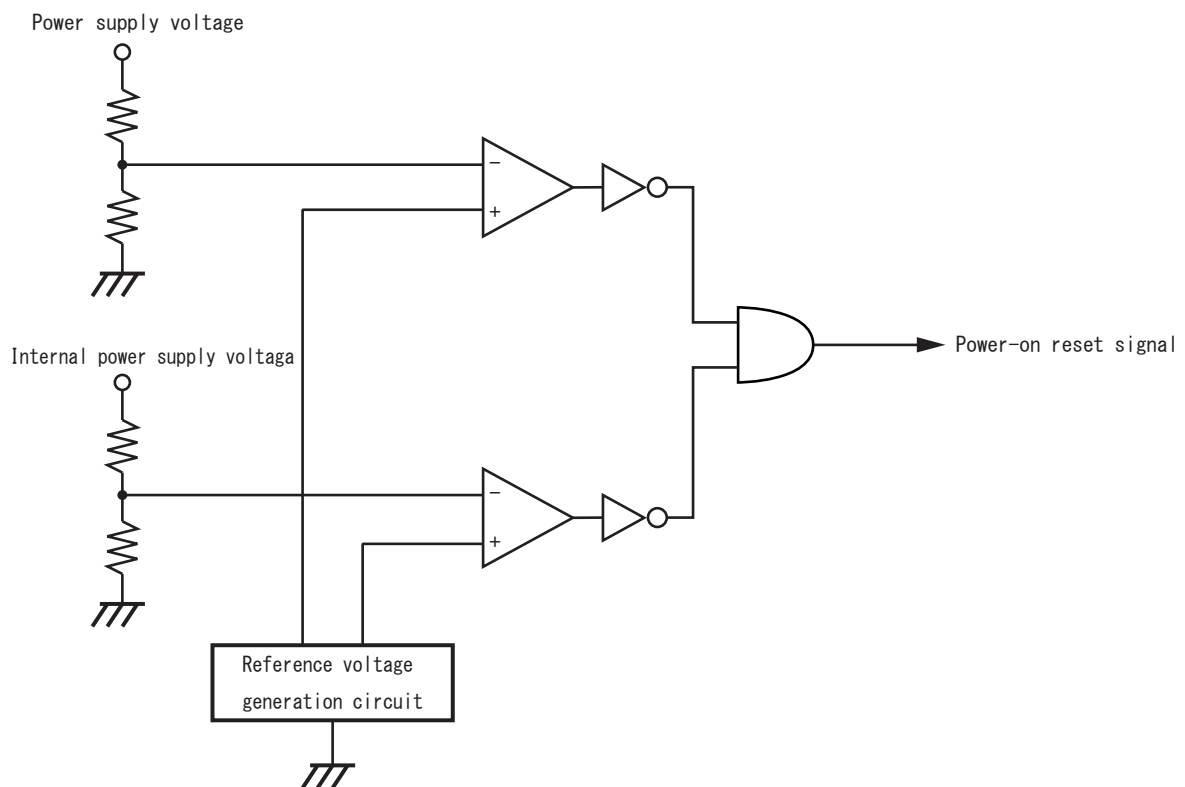 Power supply voltage
−
+
Power−on reset signal
Internal power supply voltaga
−
+
Reference voltage
generation circuit